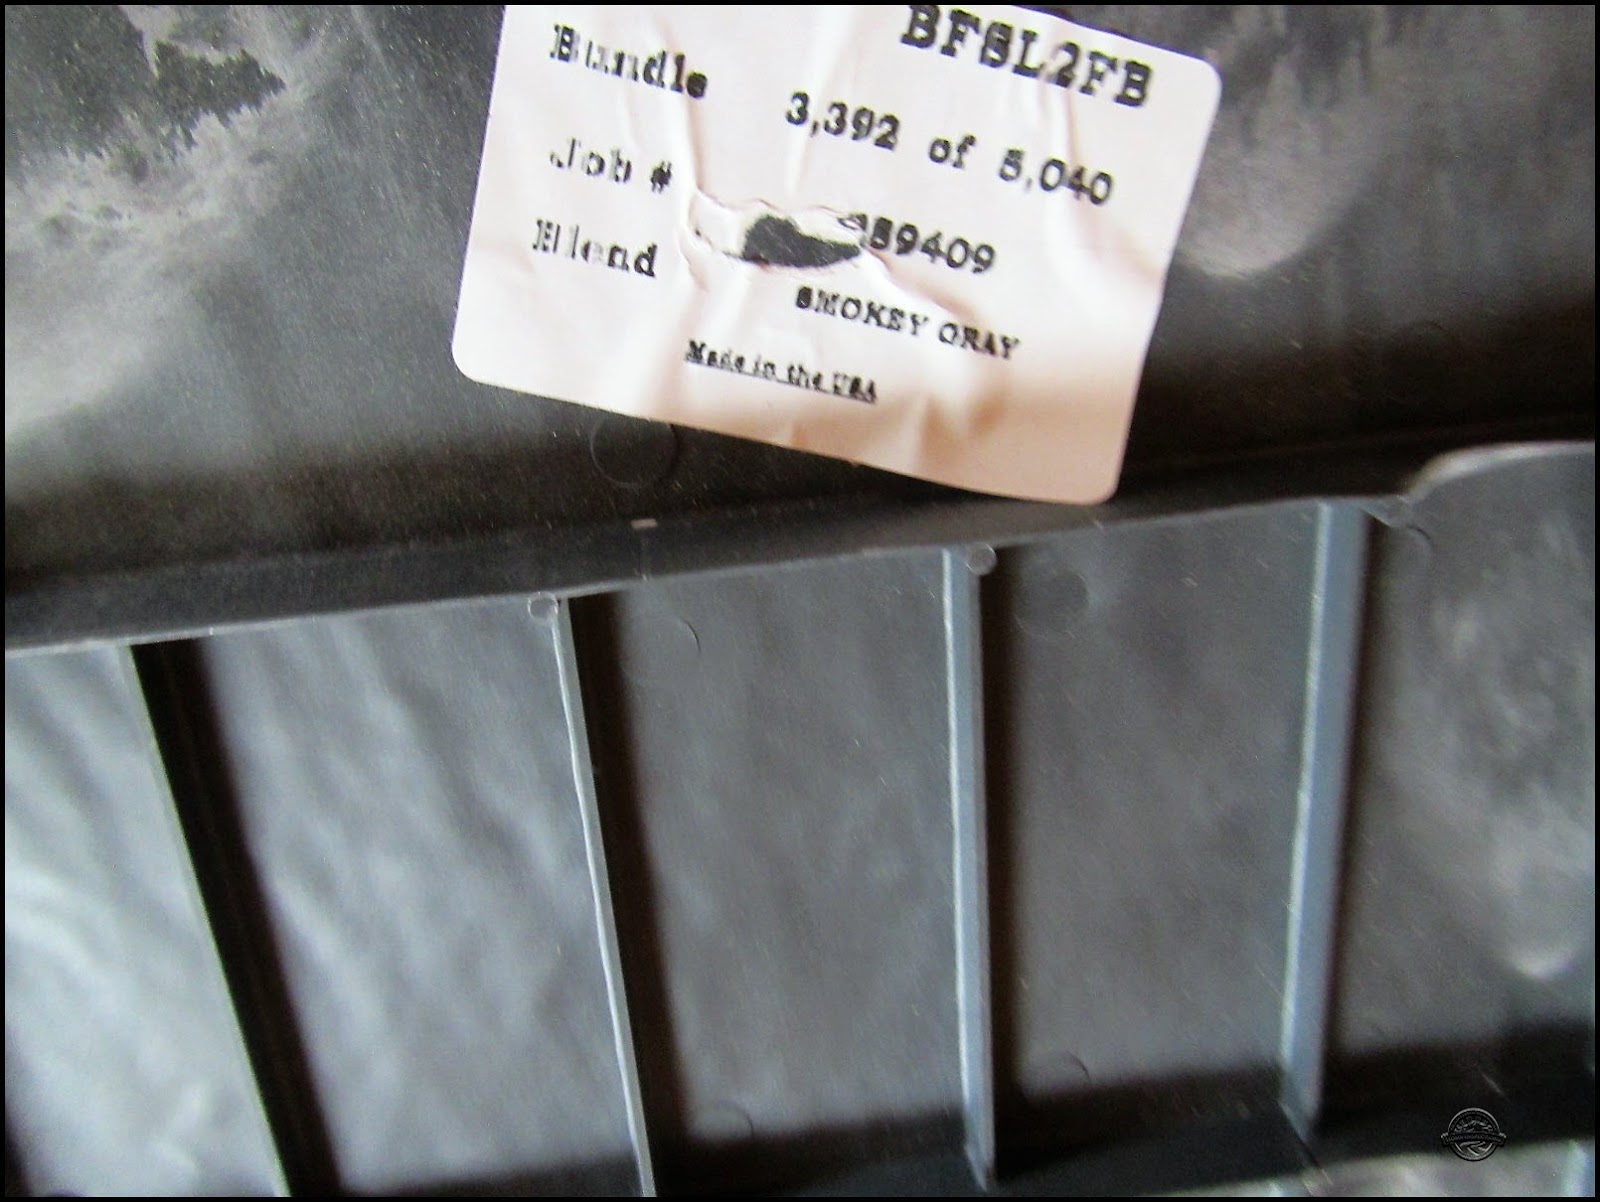 BFSL2FB
Bundle 3,392 of 5,040
Job # 59409
Blend SMOKEY GRAY
Made in the USA